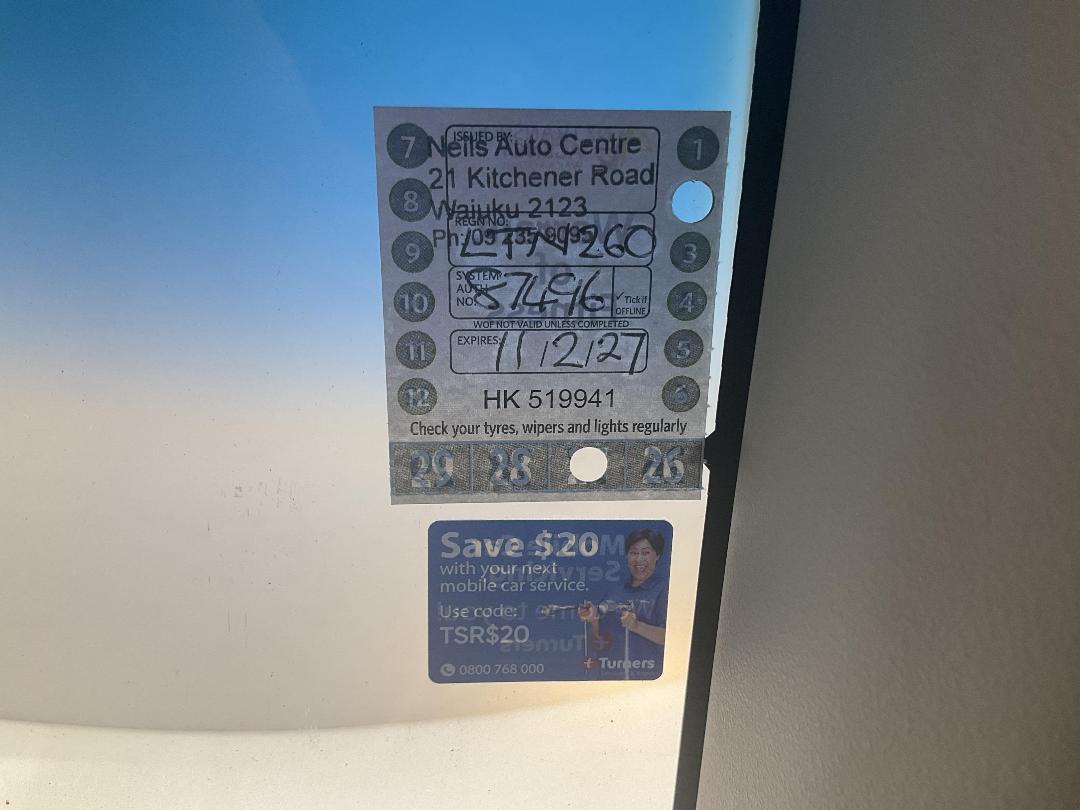 7
ISSUED BY:
Neils Auto Centre
1
21 Kitchener Road
8
Waiuku 2123
REGN NO:
Ph: 09 235 9095
LTN260
9
3
SYSTEM
AUTH
NO:
87496
✓ Tick if
OFFLINE
10
4
WOF NOT VALID UNLESS COMPLETED
EXPIRES:
11/2/27
11
5
12
HK 519941
6
Check your tyres, wipers and lights regularly
29 28 26
Save $20
with your next
mobile car service.
Use code:
TSR$20
0800 768 000
Turners